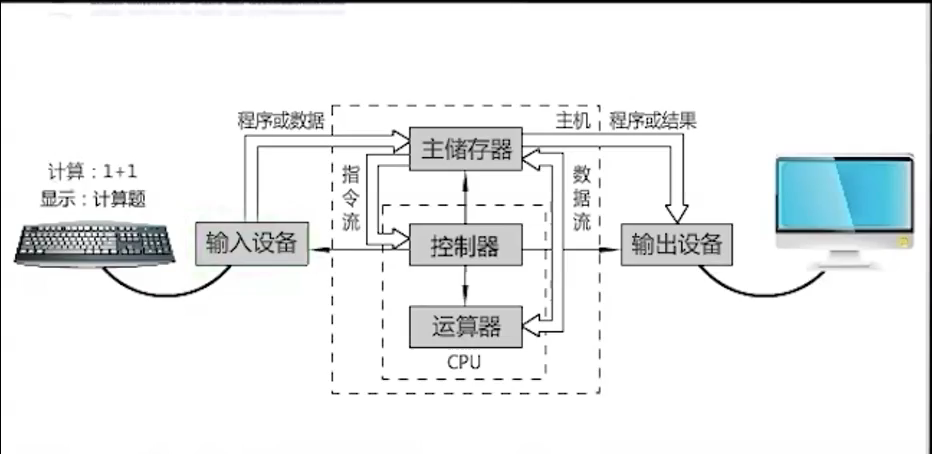 程序或数据
主机
程序或结果
主储存器
计算：1+1
显示：计算题
指令流
数据流
输入设备
控制器
输出设备
运算器
CPU